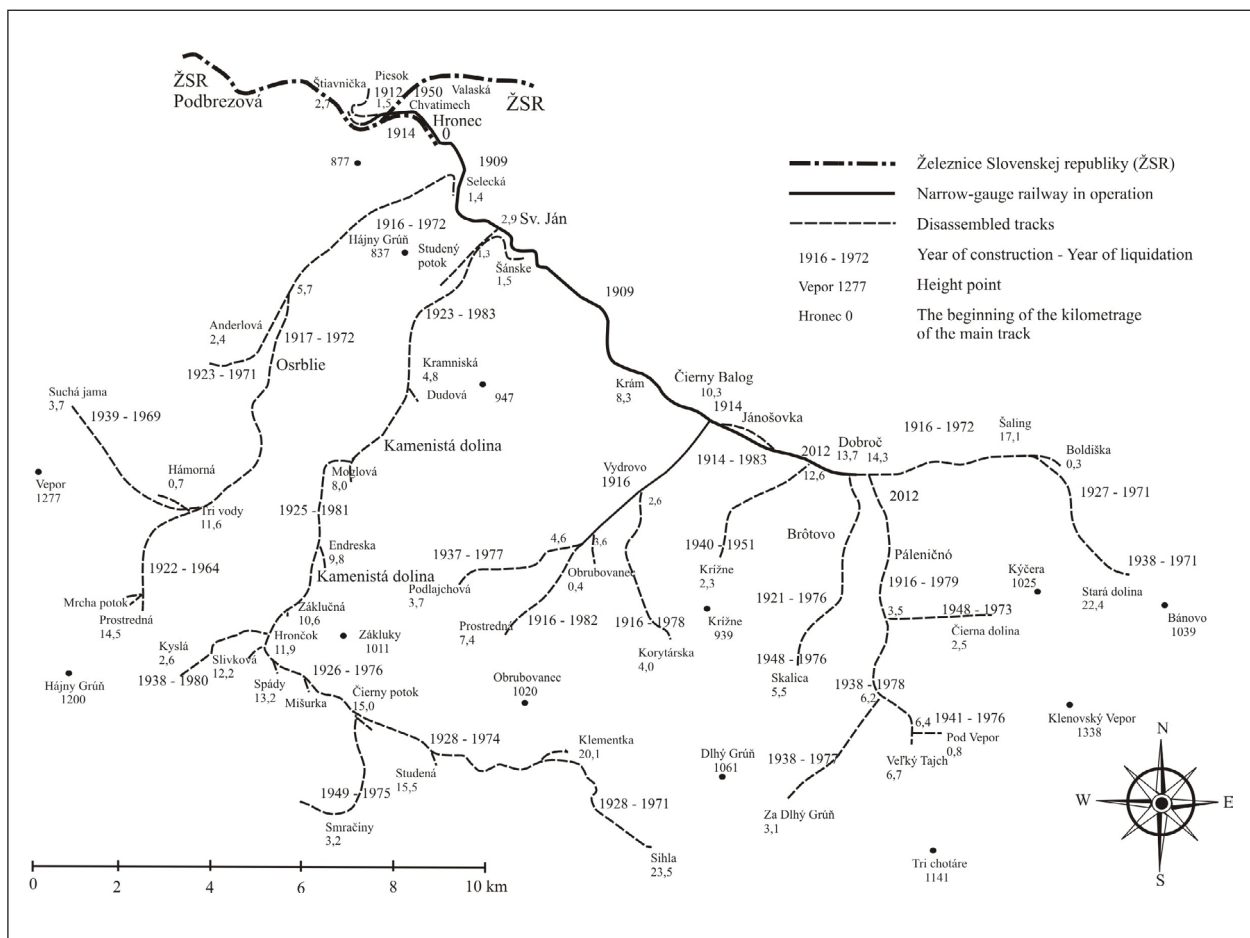 ŽSR
Podbrezová
Štiavnička
2,7
Piesok
1912
1,5
1950
Valaská
Chvatimech
ŽSR
Hronec
0
1914
877
1909
Selecká
1,4
1916 - 1972
Hájny Grúň
837
2,9
Sv. Ján
Studený
potok
1,3
Šánske
1,5
5,7
1909
1923 - 1983
Anderlová
2,4
1917 - 1972
1923 - 1971
Osrblie
Suchá jama
3,7
1939 - 1969
Kramniská
4,8
Dudová
947
Krám
8,3
Čierny Balog
10,3
1914
Jánošovka
Kamenistá dolina
1914 - 1983
2012
12,6
Dobroč
13,7
14,3
1916 - 1972
Šaling
17,1
Boldiška
0,3
Vepor
1277
Hámorná
0,7
Tri vody
11,6
Moglová
8,0
Vydrovo
1916
2,6
2012
1927 - 1971
1925 - 1981
Endreska
9,8
Kamenistá dolina
1937 - 1977
4,6
3,6
Podlajchová
3,7
Obrubovanec
0,4
1940 - 1951
Krížne
2,3
Brôtovo
Páleničnó
1916 - 1979
Kýčera
1025
1938 - 1971
Stará dolina
22,4
Bánovo
1039
1922 - 1964
Mrcha potok
Prostredná
14,5
Záklučná
10,6
Hrončok
11,9
Zákluky
1011
Prostredná
7,4
1916 - 1982
1916 - 1978
Korytárska
4,0
Krížne
939
1921 - 1976
3,5
1948 - 1973
Čierna dolina
2,5
Kyslá
2,6
1938 - 1980
Slivková
12,2
Hájny Grúň
1200
Spády
13,2
1926 - 1976
Mišurka
Čierny potok
15,0
Obrubovanec
1020
1948 - 1976
Skalica
5,5
1938 - 1978
6,2
6,4
1941 - 1976
Pod Vepor
0,8
Veľký Tajch
6,7
Klenovský Vepor
1338
1928 - 1974
Klementka
20,1
Studená
15,5
1949 - 1975
Smračiny
3,2
1928 - 1971
Sihla
23,5
Dlhý Grúň
1061
1938 - 1977
Za Dlhý Grúň
3,1
Tri chotáre
1141
Železnice Slovenskej republiky (ŽSR)
Narrow-gauge railway in operation
Disassembled tracks
1916 - 1972
Year of construction - Year of liquidation
Vepor 1277
Height point
Hronec 0
The beginning of the kilometrage
of the main track
N
W
E
S
0
2
4
6
8
10 km